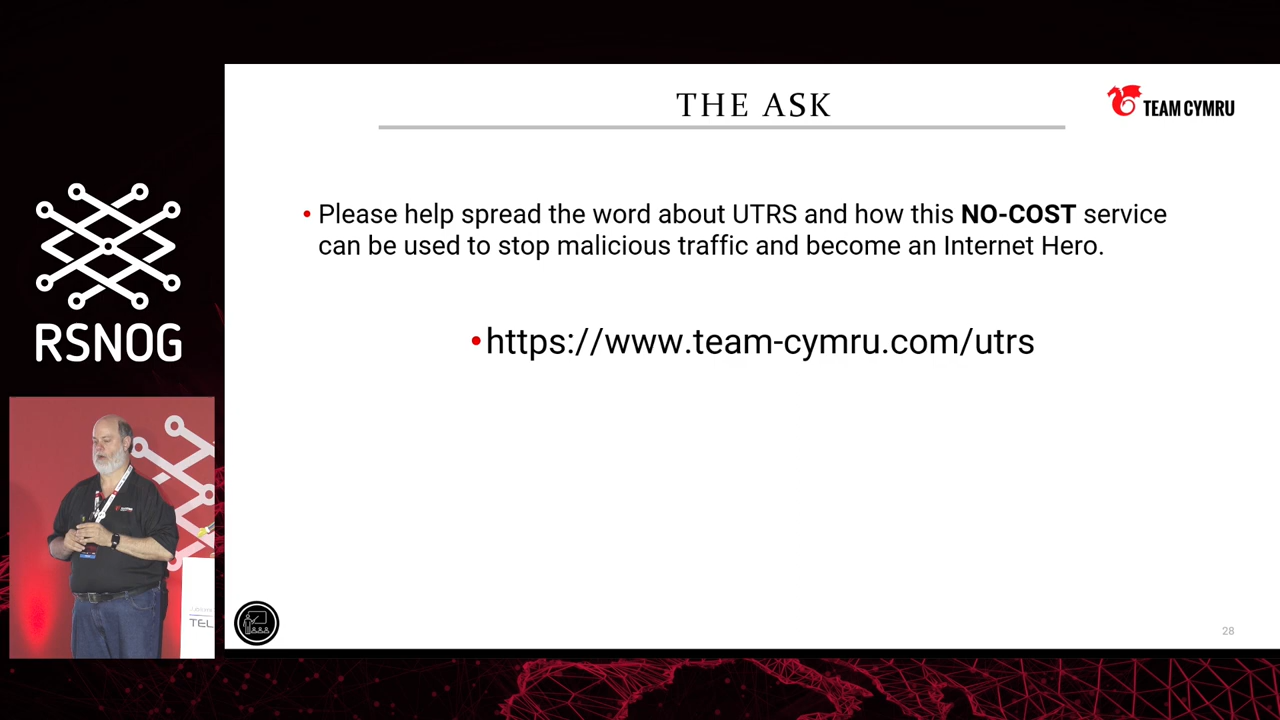 THE ASK
TEAM CYMRU
• Please help spread the word about UTRS and how this NO-COST service
can be used to stop malicious traffic and become an Internet Hero.
• https://www.team-cymru.com/utrs
RSNOG
TEL
28